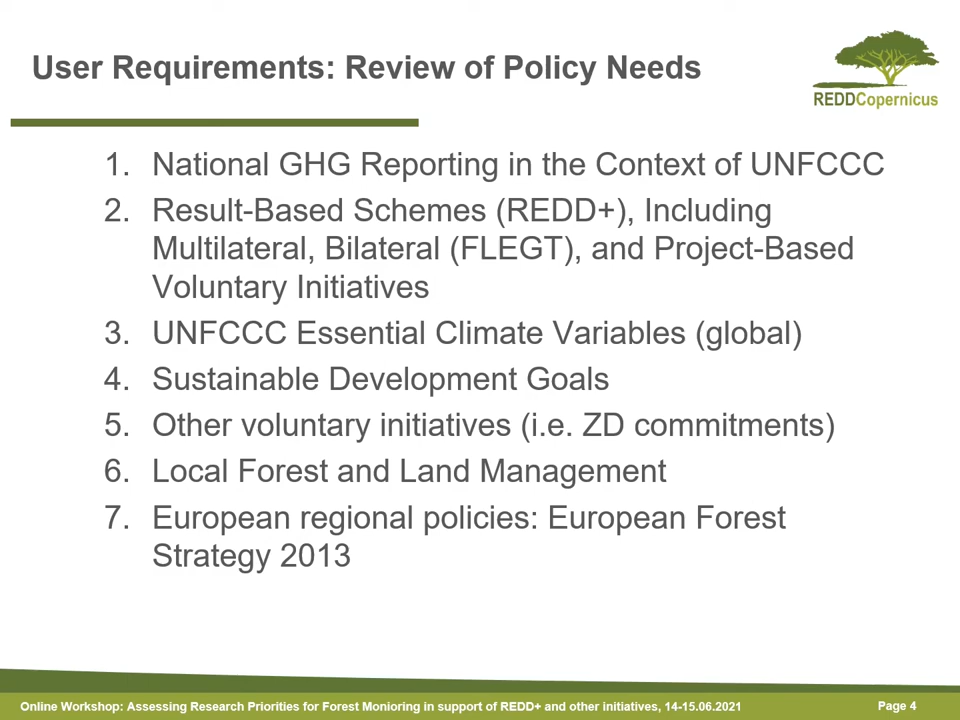 User Requirements: Review of Policy Needs
REDDCopernicus
1. National GHG Reporting in the Context of UNFCCC
2. Result-Based Schemes (REDD+), Including
Multilateral, Bilateral (FLEGT), and Project-Based
Voluntary Initiatives
3. UNFCCC Essential Climate Variables (global)
4. Sustainable Development Goals
5. Other voluntary initiatives (i.e. ZD commitments)
6. Local Forest and Land Management
7. European regional policies: European Forest
Strategy 2013
Online Workshop: Assessing Research Priorities for Forest Monioring in support of REDD+ and other initiatives, 14-15.06.2021
Page 4